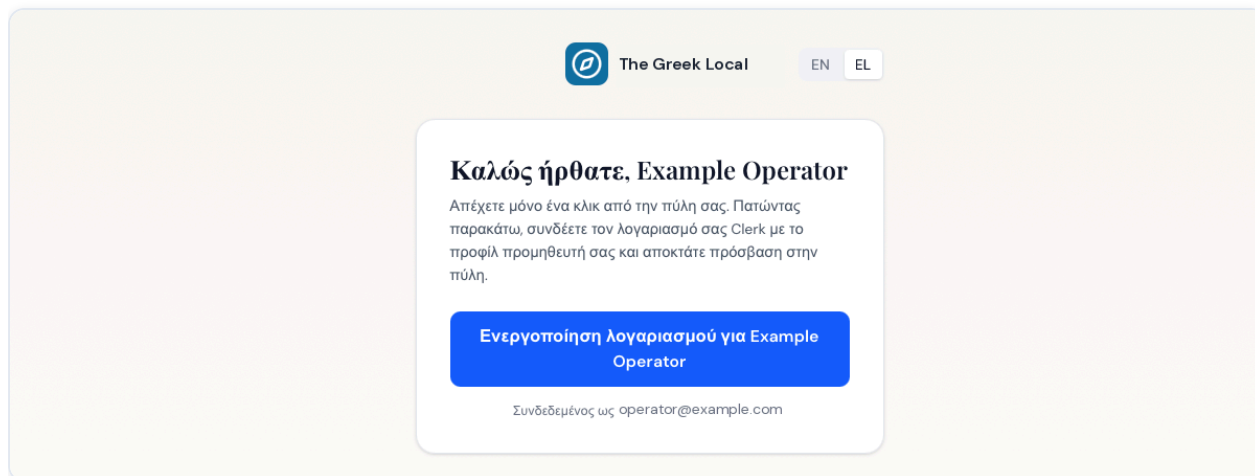 The Greek Local
EN EL
Καλώς ήρθατε, Example Operator
Απέχετε μόνο ένα κλικ από την πύλη σας. Πατώντας
παρακάτω, συνδέετε τον λογαριασμό σας Clerk με το
προφίλ προμηθευτή σας και αποκτάτε πρόσβαση στην
πύλη.
Ενεργοποίηση λογαριασμού για Example
Operator
Συνδεδεμένος ως operator@example.com